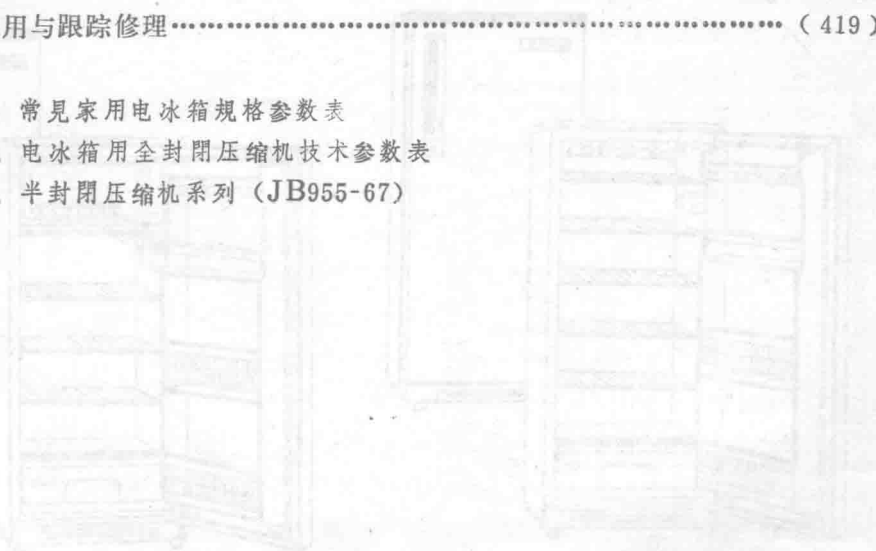 用与跟踪修理……………………………………………………（419）
常见家用电冰箱规格参数表
电冰箱用全封闭压缩机技术参数表
半封闭压缩机系列（JB955-67）